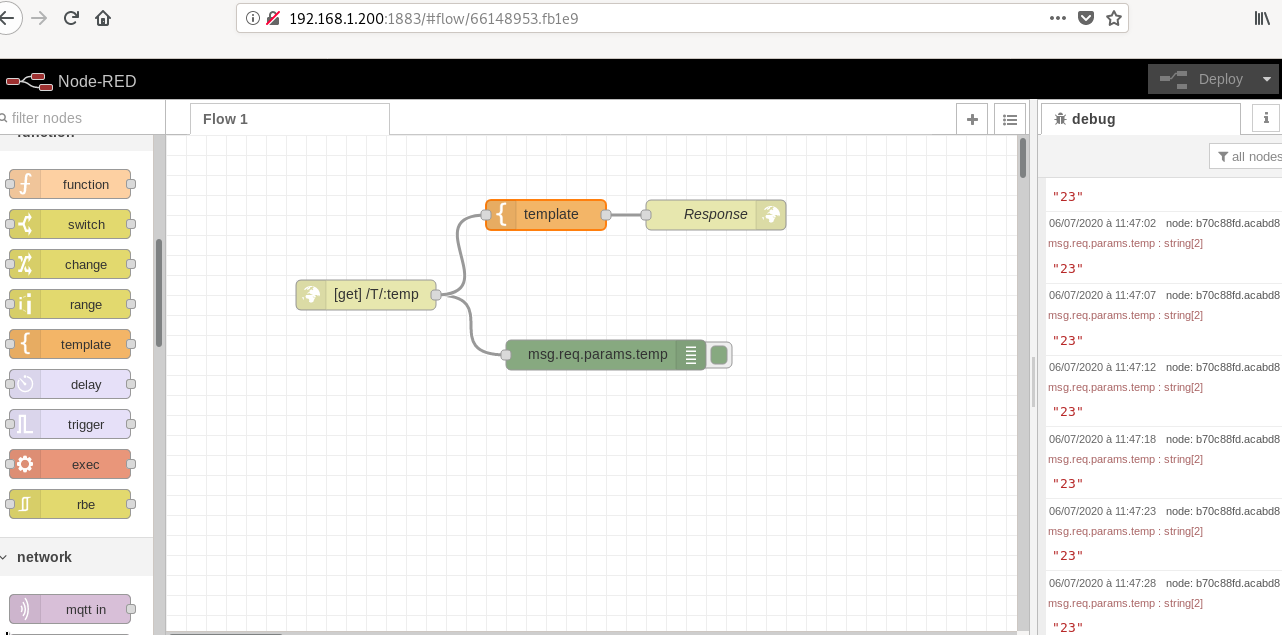 192.168.1.200:1883/#flow/66148953.fb1e9
Node-RED
Deploy
filter nodes
function
function
switch
change
range
template
delay
trigger
exec
rbe
network
mqtt in
Flow 1
template
Response
[get] /T/:temp
msg.req.params.temp
debug
i
all nodes
"23"
06/07/2020 à 11:47:02 node: b70c88fd.acabd8
msg.req.params.temp : string[2]
"23"
06/07/2020 à 11:47:07 node: b70c88fd.acabd8
msg.req.params.temp : string[2]
"23"
06/07/2020 à 11:47:12 node: b70c88fd.acabd8
msg.req.params.temp : string[2]
"23"
06/07/2020 à 11:47:18 node: b70c88fd.acabd8
msg.req.params.temp : string[2]
"23"
06/07/2020 à 11:47:23 node: b70c88fd.acabd8
msg.req.params.temp : string[2]
"23"
06/07/2020 à 11:47:28 node: b70c88fd.acabd8
msg.req.params.temp : string[2]
"23"